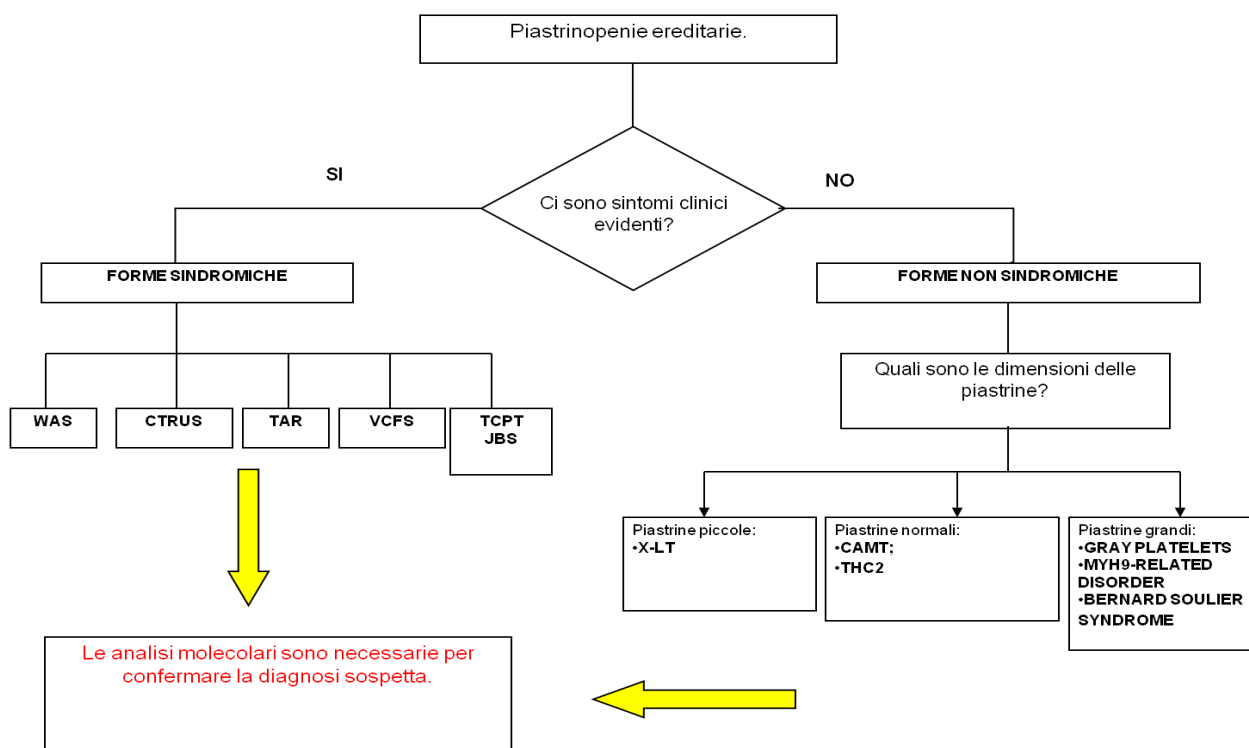 Piastrinopenie ereditarie.
SI
NO
Ci sono sintomi clinici
evidenti?
FORME SINDROMICHE
FORME NON SINDROMICHE
Quali sono le dimensioni delle
piastrine?
WAS
CTRUS
TAR
VCFS
TCPT
JBS
Piastrine piccole:
•X-LT
Piastrine normali:
•CAMT;
•THC2
Piastrine grandi:
•GRAY PLATELETS
•MYH9-RELATED
DISORDER
•BERNARD SOULIER
SYNDROME
Le analisi molecolari sono necessarie per
confermare la diagnosi sospetta.